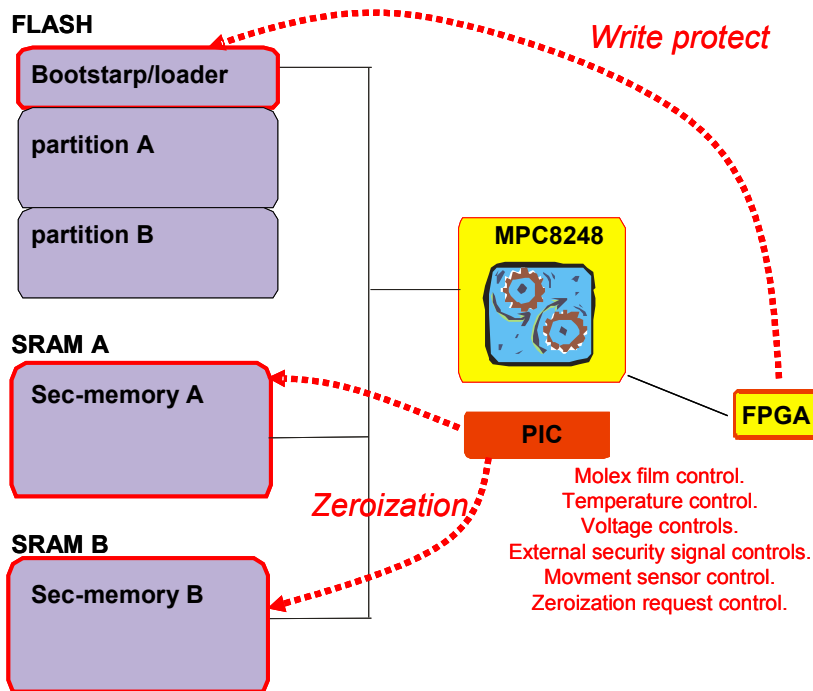 FLASH
Write protect
Bootstarp/loader
partition A
partition B
MPC8248
SRAM A
Sec-memory A
FPGA
PIC
Zeroization
Molex film control.
Temperature control.
Voltage controls.
External security signal controls.
Movment sensor control.
Zeroization request control.
SRAM B
Sec-memory B